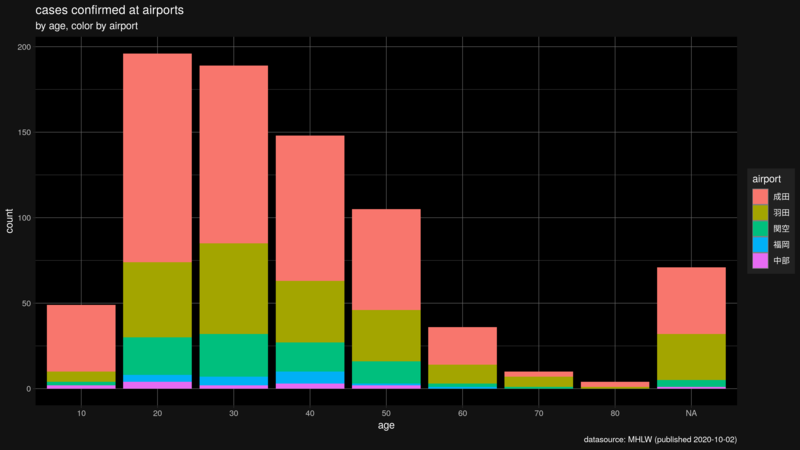 cases confirmed at airports
by age, color by airport
200
150
100
50
0
count
10 20 30 40 50 60 70 80 NA
age
airport
成田
羽田
関空
福岡
中部
datasource: MHLW (published 2020-10-02)